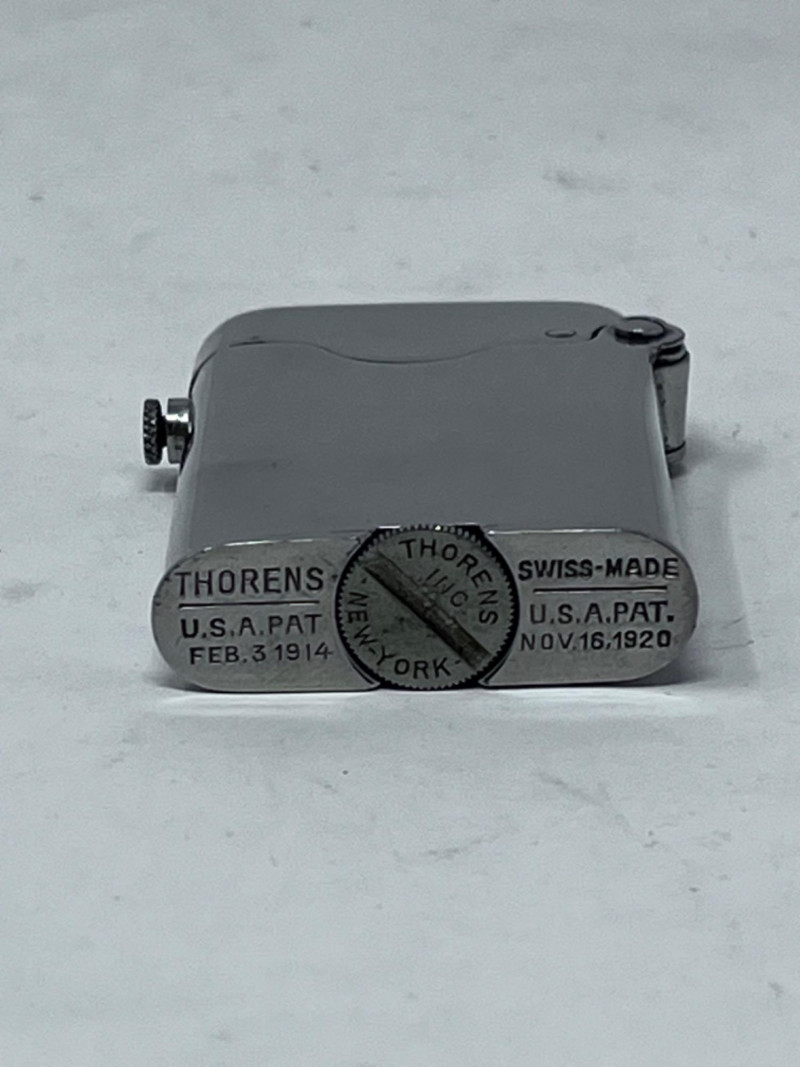 THORENS
U.S.A.PAT
FEB.3 1914
THORENS
INC.
-NEW-YORK-
SWISS-MADE
U.S.A.PAT.
NOV.16,1920